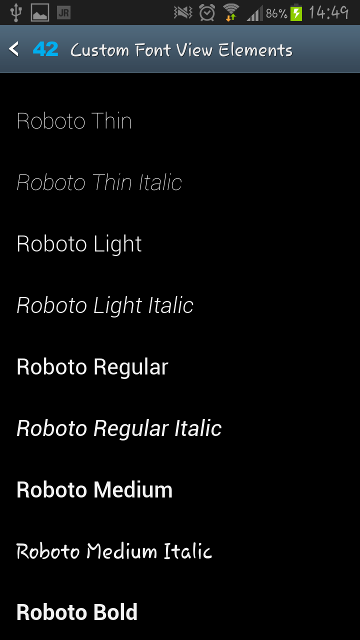 JR 86% 14:49
42 Custom Font View Elements
Roboto Thin
Roboto Thin Italic
Roboto Light
Roboto Light Italic
Roboto Regular
Roboto Regular Italic
Roboto Medium
Roboto Medium Italic
Roboto Bold